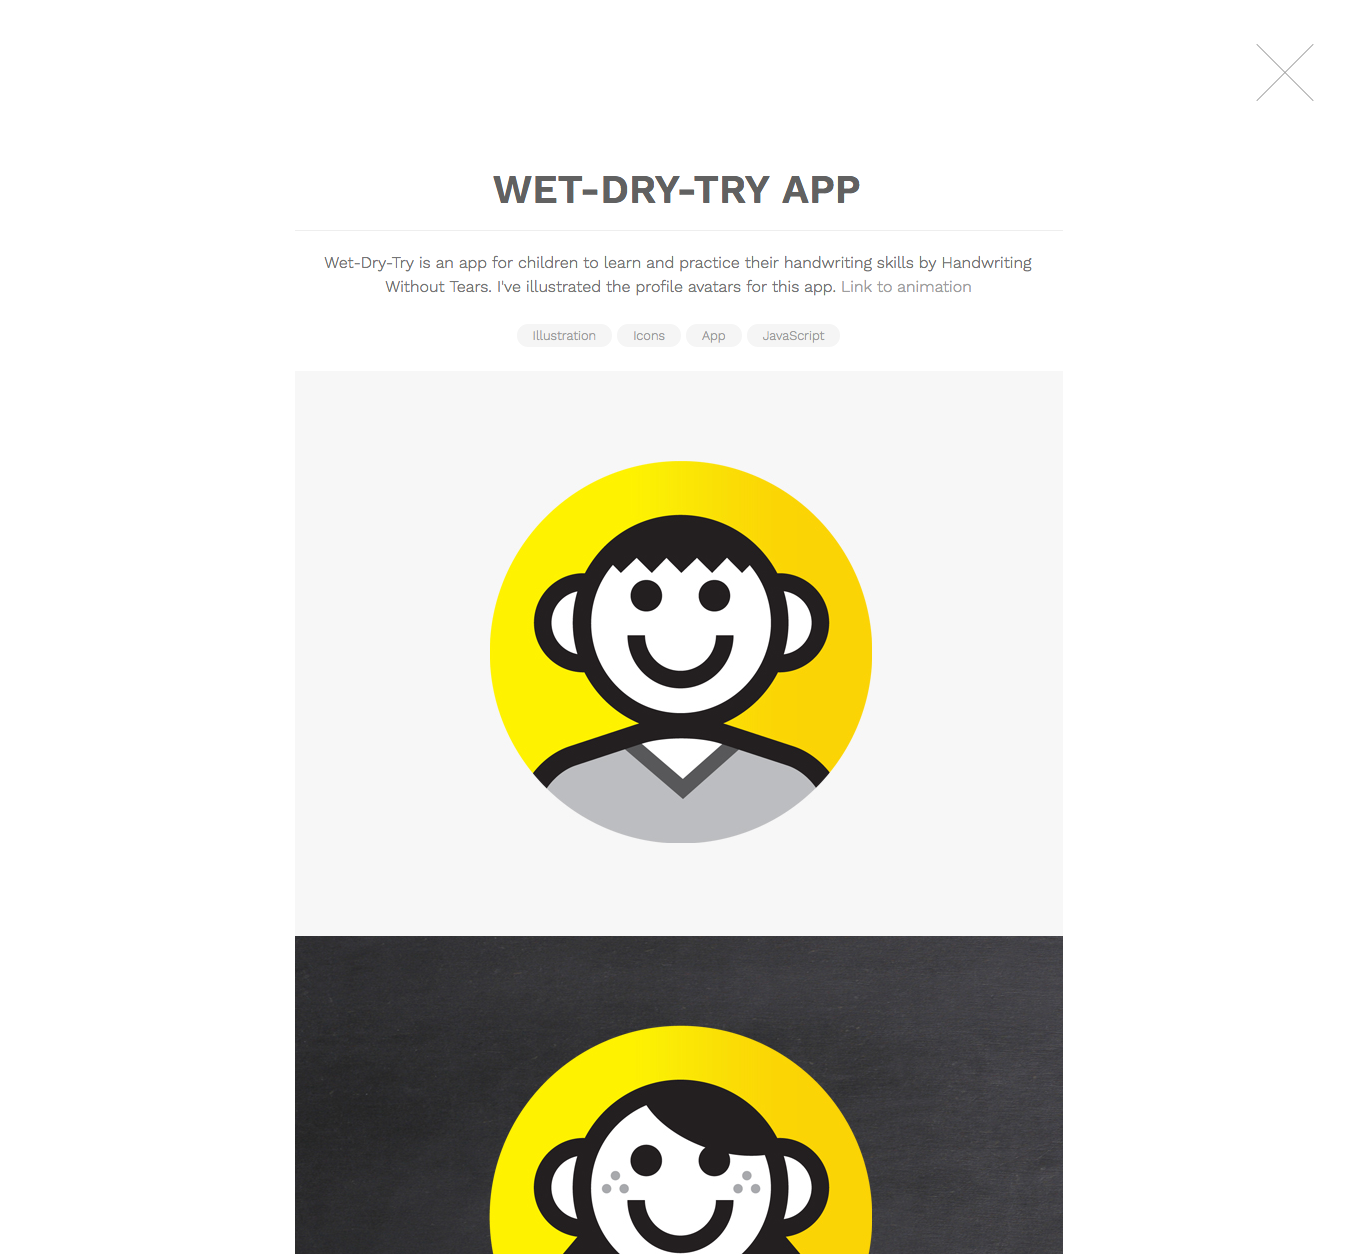 WET-DRY-TRY APP
Wet-Dry-Try is an app for children to learn and practice their handwriting skills by Handwriting
Without Tears. I've illustrated the profile avatars for this app. Link to animation
Illustration Icons App JavaScript